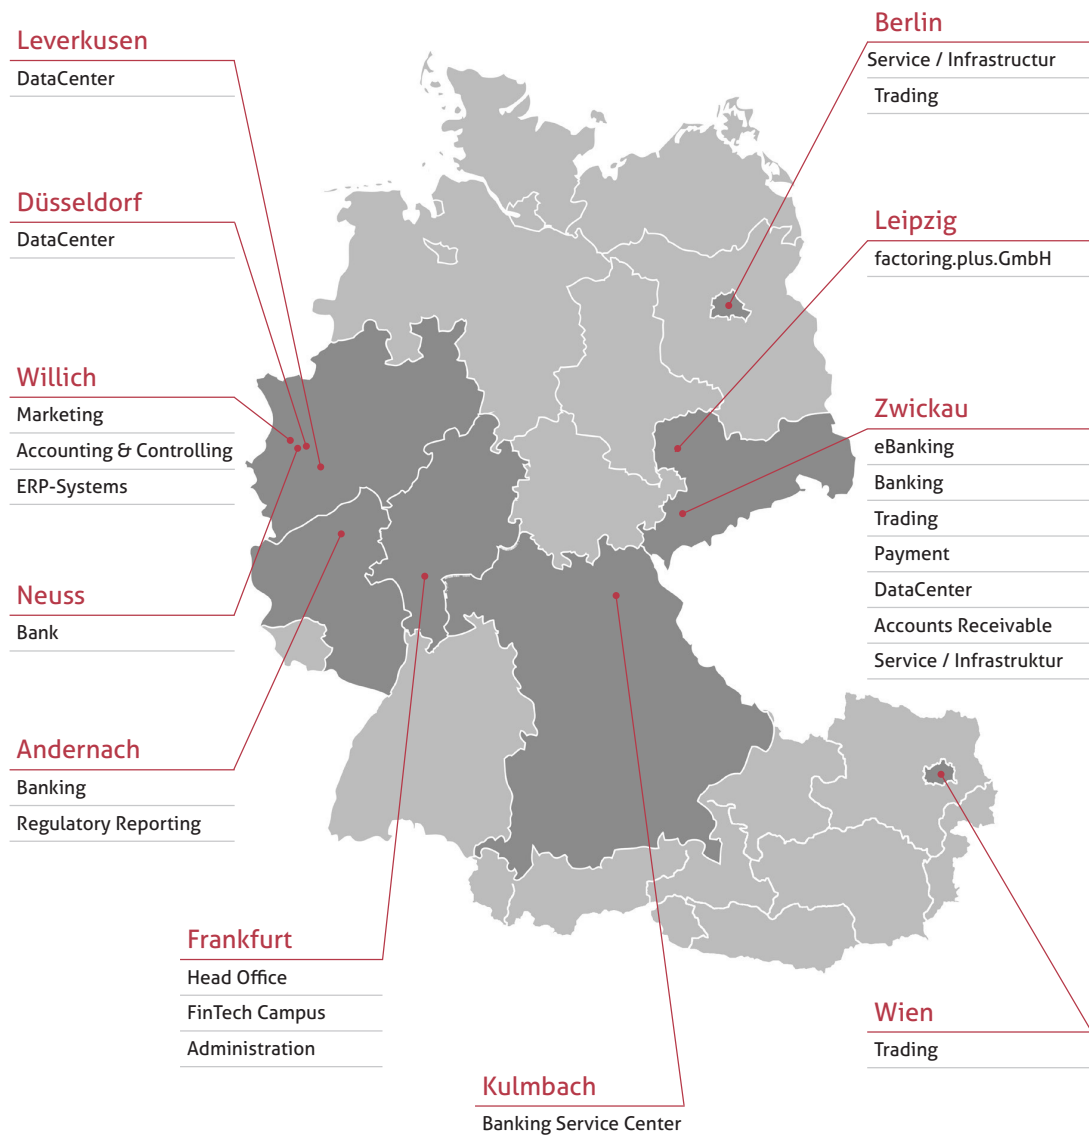 Leverkusen
DataCenter
Düsseldorf
DataCenter
Willich
Marketing
Accounting & Controlling
ERP-Systems
Neuss
Bank
Andernach
Banking
Regulatory Reporting
Frankfurt
Head Office
FinTech Campus
Administration
Kulmbach
Banking Service Center
Berlin
Service / Infrastructur
Trading
Leipzig
factoring.plus.GmbH
Zwickau
eBanking
Banking
Trading
Payment
DataCenter
Accounts Receivable
Service / Infrastruktur
Wien
Trading